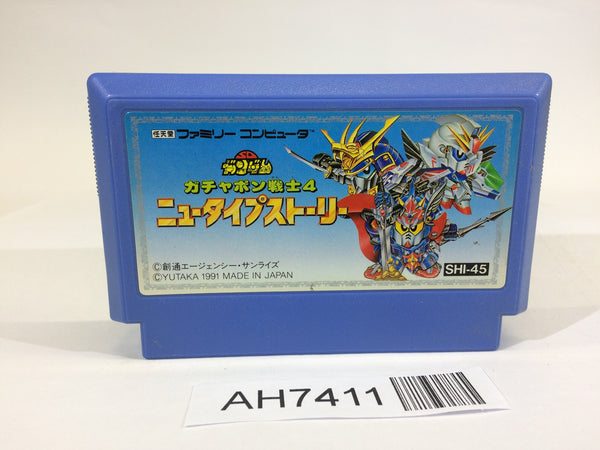 任天堂 ファミリー コンピュータ™
SD
ガンダム
ガチャポン戦士4
ニュータイプストーリー
©創通エージェンシー・サンライズ
©YUTAKA 1991 MADE IN JAPAN
SHI-45
AH7411